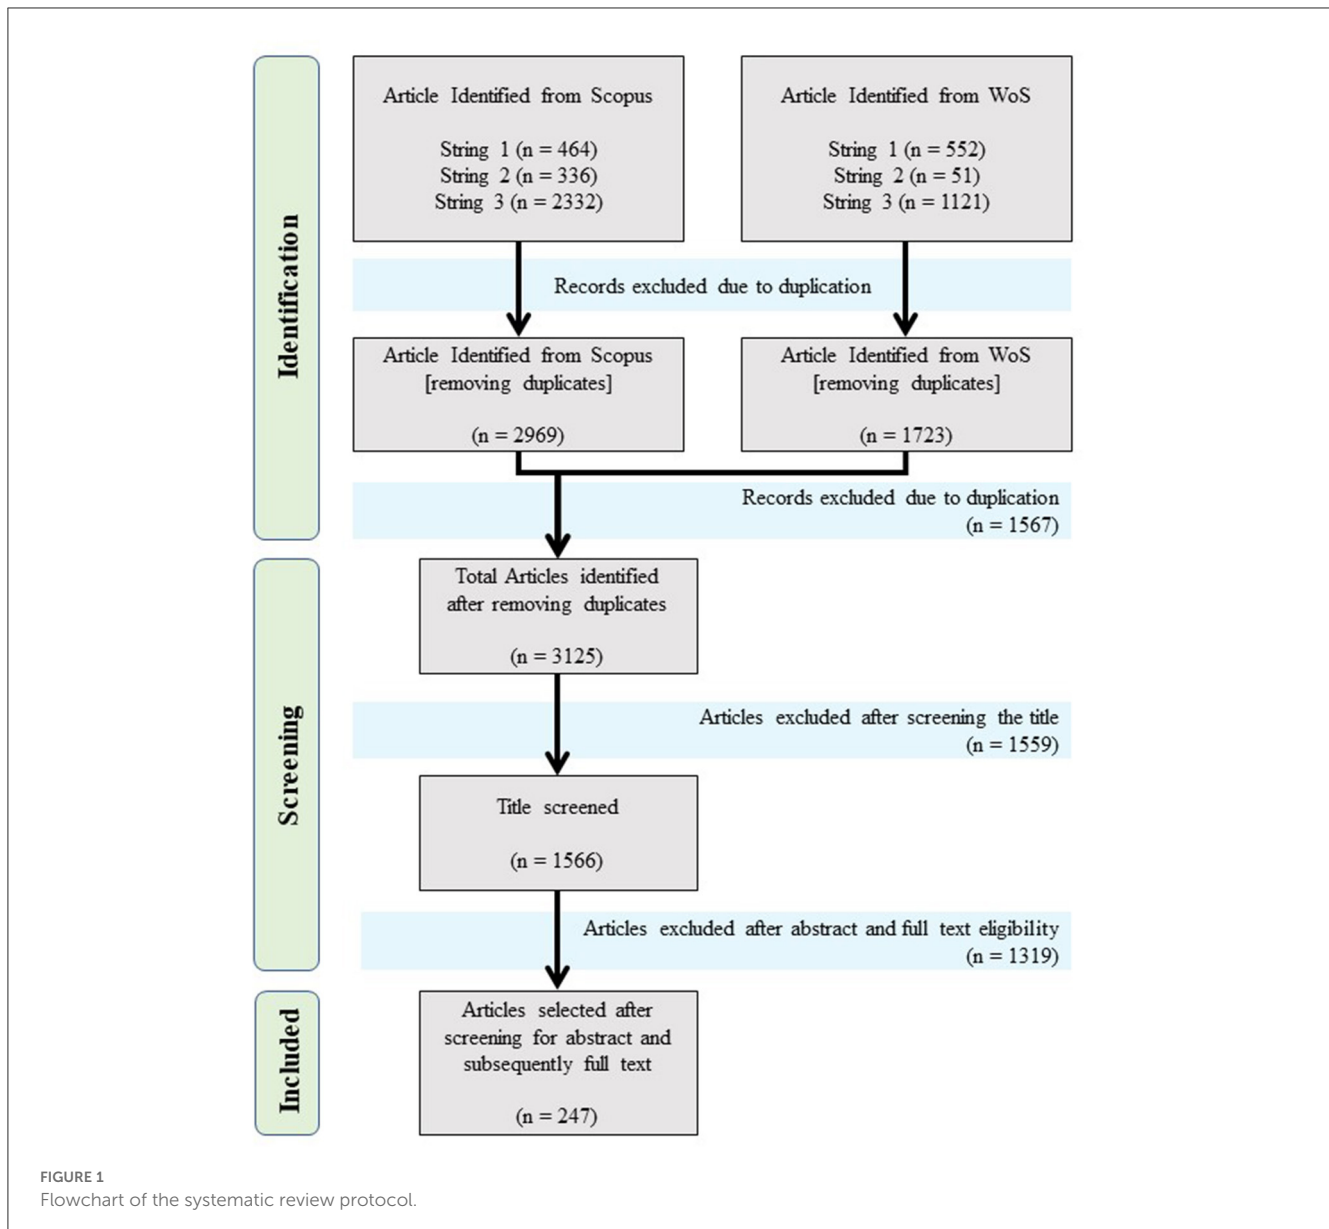 Identification
Article Identified from Scopus
String 1 (n = 464)
String 2 (n = 336)
String 3 (n = 2332)
Article Identified from WoS
String 1 (n = 552)
String 2 (n = 51)
String 3 (n = 1121)
Records excluded due to duplication
Article Identified from Scopus
[removing duplicates]
(n = 2969)
Article Identified from WoS
[removing duplicates]
(n = 1723)
Records excluded due to duplication
(n = 1567)
Screening
Total Articles identified
after removing duplicates
(n = 3125)
Articles excluded after screening the title
(n = 1559)
Title screened
(n = 1566)
Articles excluded after abstract and full text eligibility
(n = 1319)
Included
Articles selected after
screening for abstract and
subsequently full text
(n = 247)
FIGURE 1
Flowchart of the systematic review protocol.